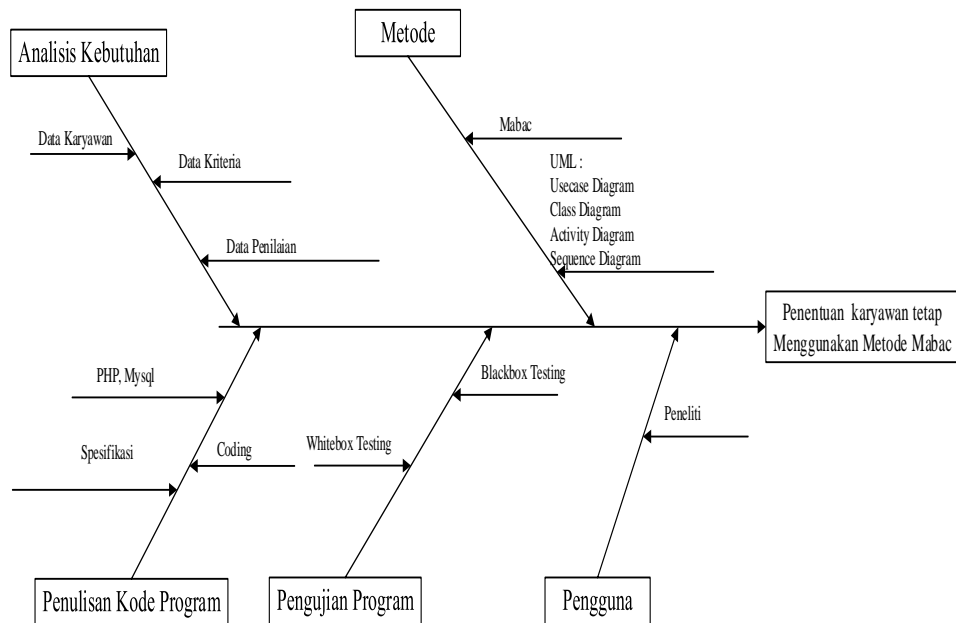 Metode
Analisis Kebutuhan
Mabac
Data Karyawan
Data Kriteria
UML :
Usecase Diagram
Class Diagram
Activity Diagram
Sequence Diagram
Data Penilaian
Penentuan karyawan tetap
Menggunakan Metode Mabac
PHP, Mysql
Blackbox Testing
Peneliti
Spesifikasi
Coding
Whitebox Testing
Penulisan Kode Program
Pengujian Program
Pengguna